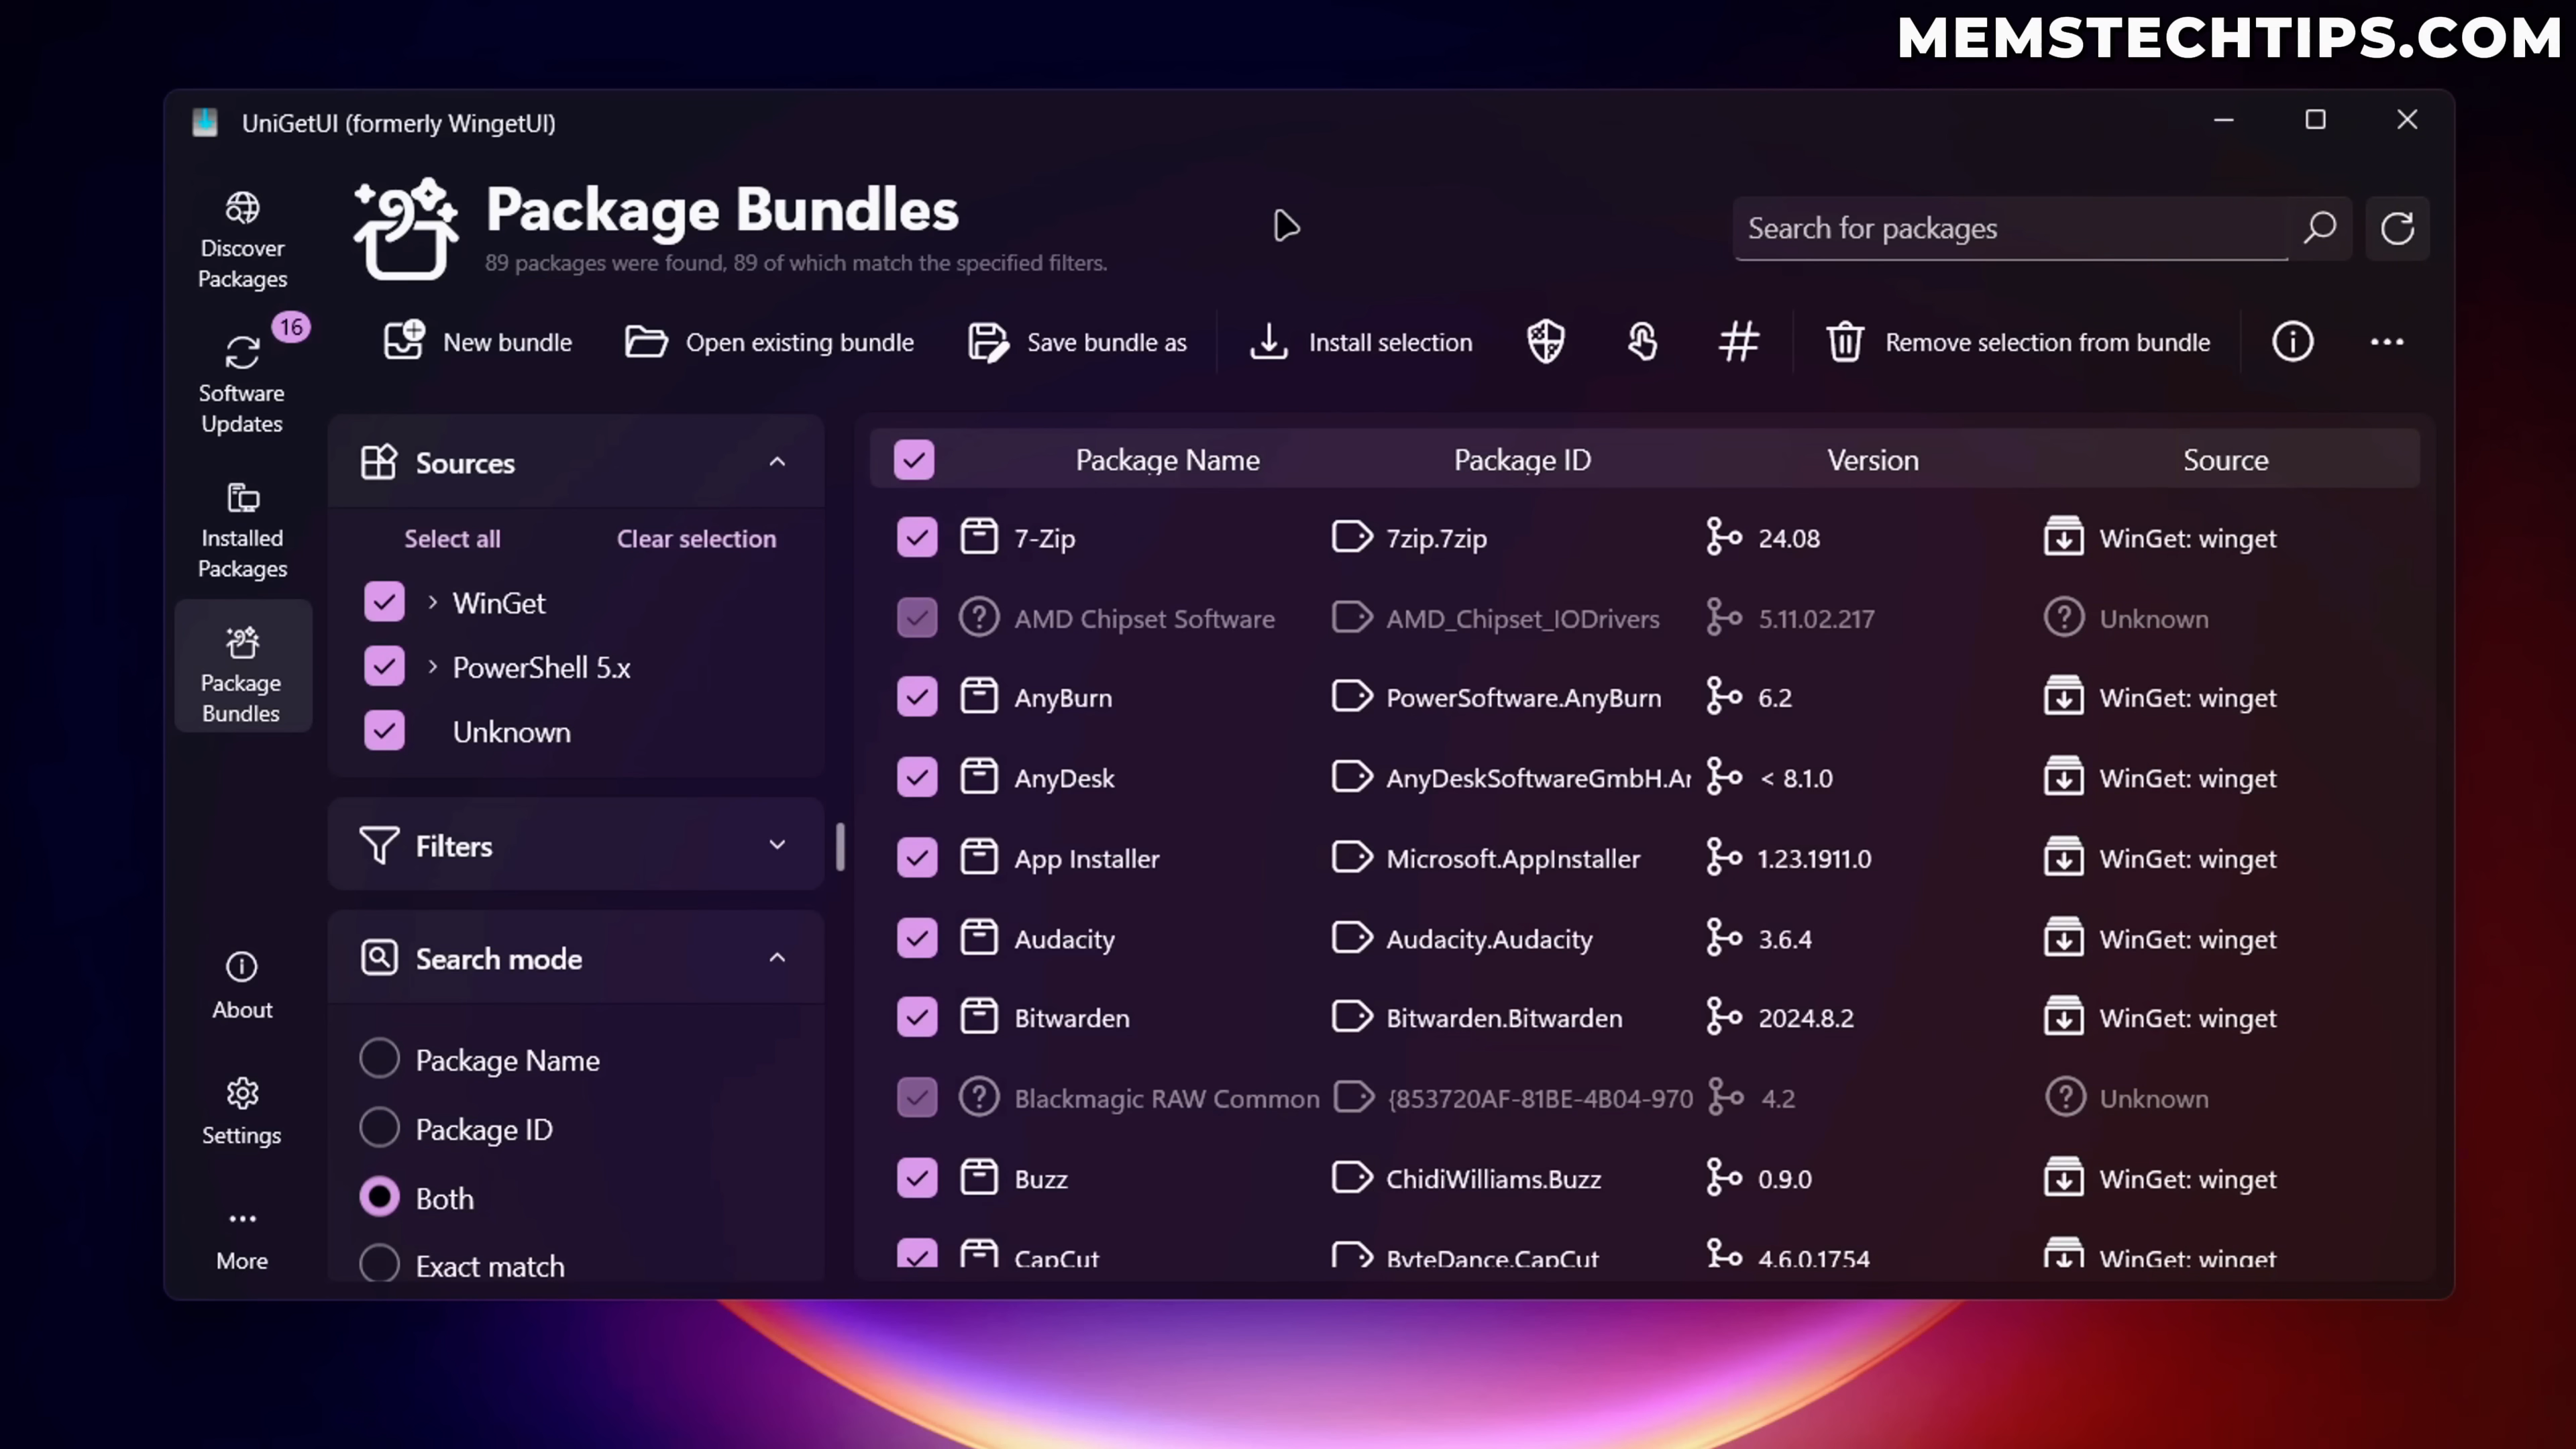 MEMSTECHTIPS.COM
UniGetUI (formerly WingetUI)
Package Bundles
89 packages were found, 89 of which match the specified filters.
Search for packages
Discover
Packages
16
Software
Updates
Installed
Packages
Package
Bundles
About
Settings
More
New bundle
Open existing bundle
Save bundle as
Install selection
Remove selection from bundle
Sources
Select all Clear selection
WinGet
PowerShell 5.x
Unknown
Filters
Search mode
Package Name
Package ID
Both
Exact match
Package Name Package ID Version Source
7-Zip 7zip.7zip 24.08 WinGet: winget
AMD Chipset Software AMD_Chipset_IODrivers 5.11.02.217 Unknown
AnyBurn PowerSoftware.AnyBurn 6.2 WinGet: winget
AnyDesk AnyDeskSoftwareGmbH.Ar < 8.1.0 WinGet: winget
App Installer Microsoft.AppInstaller 1.23.1911.0 WinGet: winget
Audacity Audacity.Audacity 3.6.4 WinGet: winget
Bitwarden Bitwarden.Bitwarden 2024.8.2 WinGet: winget
Blackmagic RAW Common {853720AF-81BE-4B04-970 4.2 Unknown
Buzz ChidiWilliams.Buzz 0.9.0 WinGet: winget
CapCut ByteDance.CapCut 4.6.0.1754 WinGet: winget